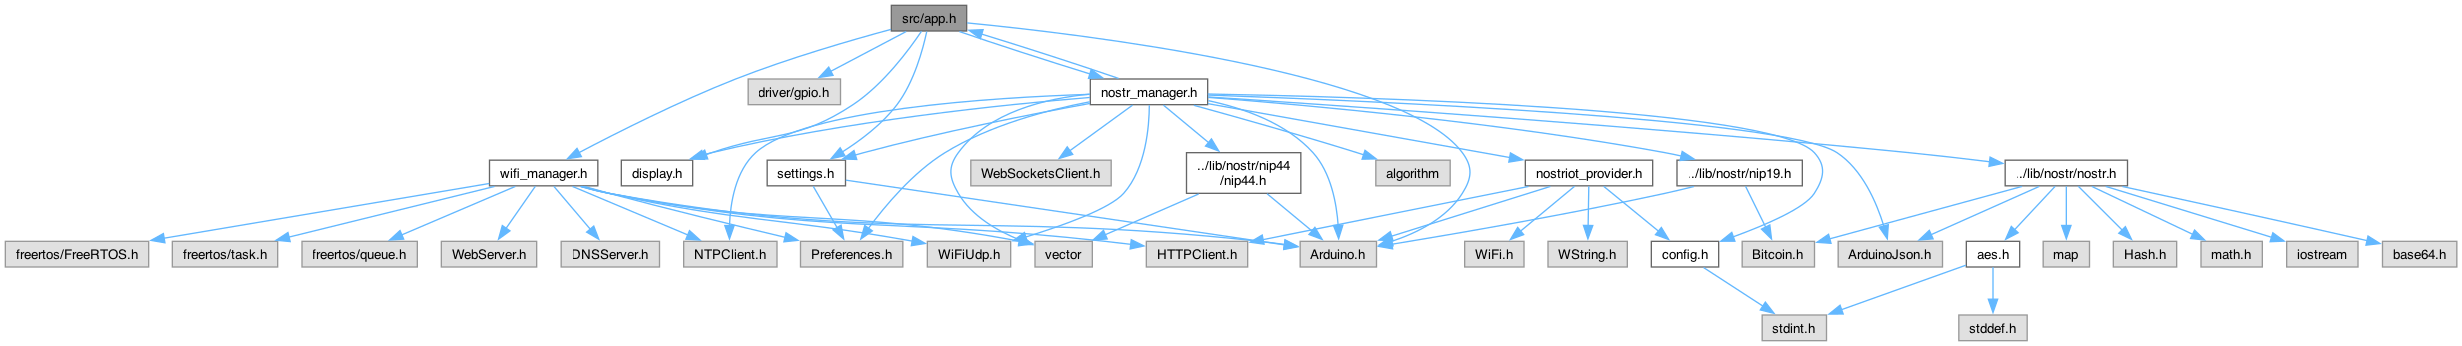 src/app.h
driver/gpio.h
nostr_manager.h
wifi_manager.h
display.h
settings.h
WebSocketsClient.h
../lib/nostr/nip44
/nip44.h
algorithm
nostriot_provider.h
../lib/nostr/nip19.h
../lib/nostr/nostr.h
freertos/FreeRTOS.h
freertos/task.h
freertos/queue.h
WebServer.h
DNSServer.h
NTPClient.h
Preferences.h
WiFiUdp.h
vector
HTTPClient.h
Arduino.h
WiFi.h
WString.h
config.h
Bitcoin.h
ArduinoJson.h
aes.h
map
Hash.h
math.h
iostream
base64.h
stdint.h
stddef.h